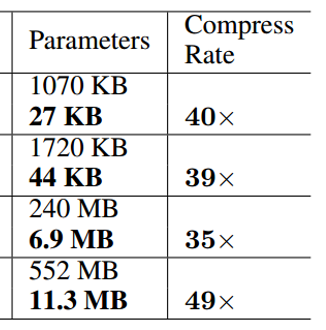 Parameters Compress
Rate
1070 KB
27 KB 40×
1720 KB
44 KB 39×
240 MB
6.9 MB 35×
552 MB
11.3 MB 49×